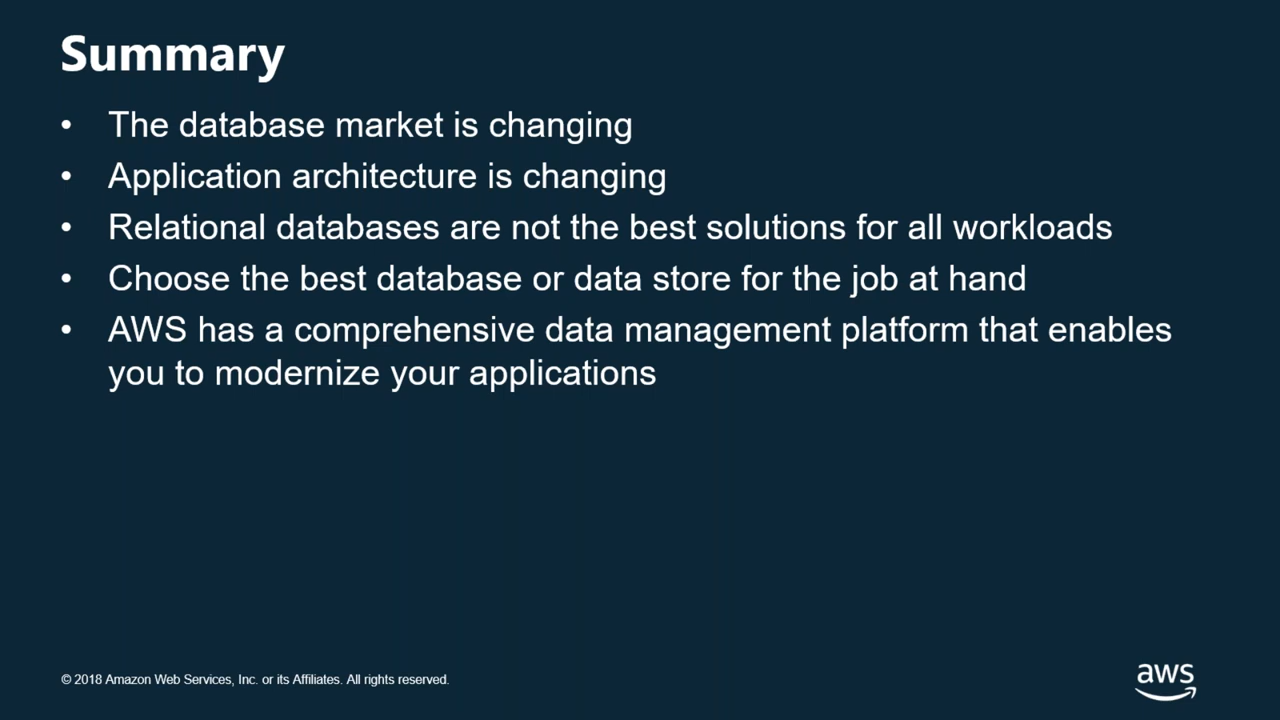 Summary
• The database market is changing
• Application architecture is changing
• Relational databases are not the best solutions for all workloads
• Choose the best database or data store for the job at hand
• AWS has a comprehensive data management platform that enables
you to modernize your applications
© 2018 Amazon Web Services, Inc. or its Affiliates. All rights reserved.
aws